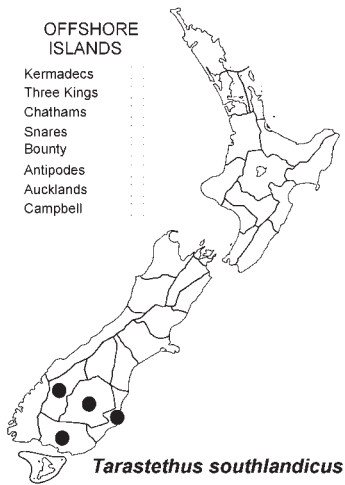 OFFSHORE
ISLANDS
Kermadecs
Three Kings
Chathams
Snares
Bounty
Antipodes
Aucklands
Campbell
Tarastethus southlandicus